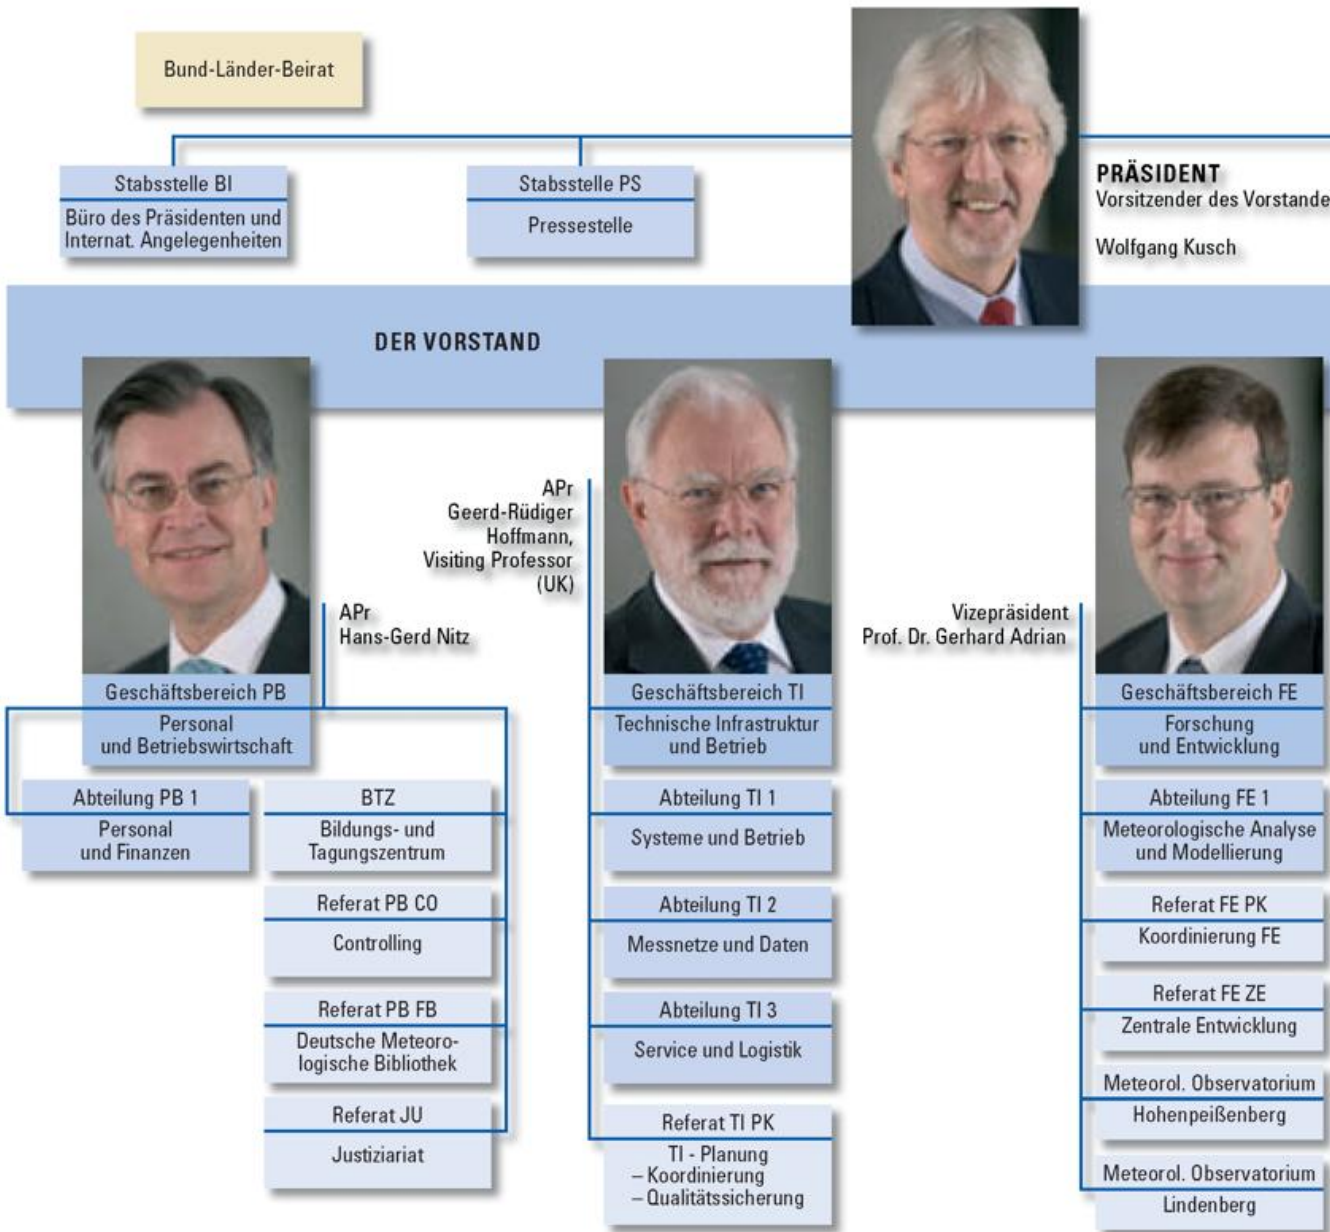 Bund-Länder-Beirat
Stabsstelle BI
Büro des Präsidenten und
Internat. Angelegenheiten
Stabsstelle PS
Pressestelle
PRÄSIDENT
Vorsitzender des Vorstande
Wolfgang Kusch
DER VORSTAND
APr
Hans-Gerd Nitz
Geschäftsbereich PB
Personal
und Betriebswirtschaft
Abteilung PB 1
Personal
und Finanzen
BTZ
Bildungs- und
Tagungszentrum
Referat PB CO
Controlling
Referat PB FB
Deutsche Meteoro-
logische Bibliothek
Referat JU
Justiziariat
APr
Geerd-Rüdiger
Hoffmann,
Visiting Professor
(UK)
Geschäftsbereich TI
Technische Infrastruktur
und Betrieb
Abteilung TI 1
Systeme und Betrieb
Abteilung TI 2
Messnetze und Daten
Abteilung TI 3
Service und Logistik
Referat TI PK
TI - Planung
– Koordinierung
– Qualitätssicherung
Vizepräsident
Prof. Dr. Gerhard Adrian
Geschäftsbereich FE
Forschung
und Entwicklung
Abteilung FE 1
Meteorologische Analyse
und Modellierung
Referat FE PK
Koordinierung FE
Referat FE ZE
Zentrale Entwicklung
Meteorol. Observatorium
Hohenpeißenberg
Meteorol. Observatorium
Lindenberg